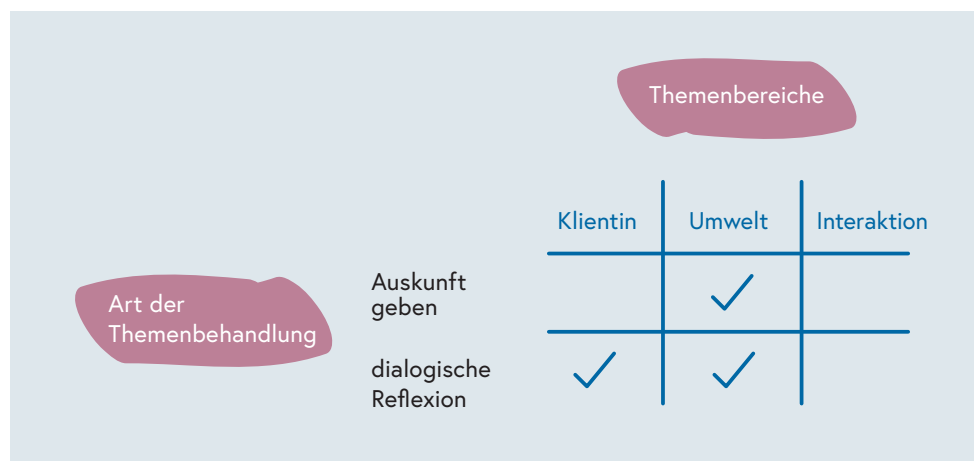 Themenbereiche
Klientin Umwelt Interaktion
Art der
Themenbehandlung
Auskunft
geben
dialogische
Reflexion